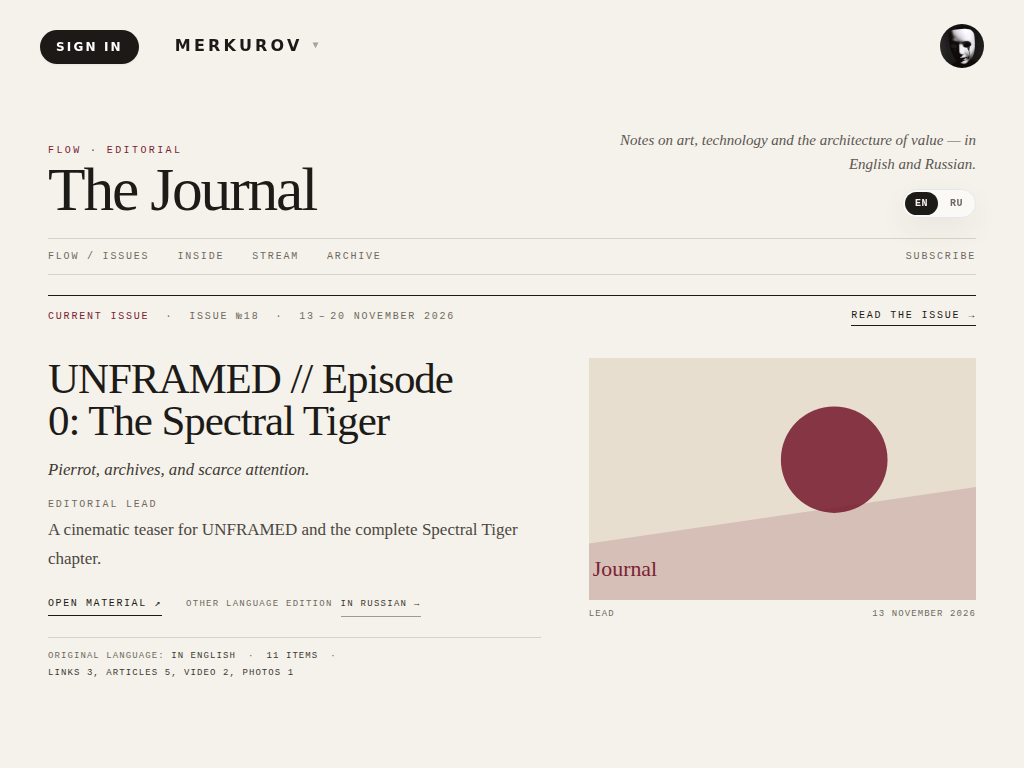 SIGN IN
MERKUROV ▼
FLOW · EDITORIAL
The Journal
Notes on art, technology and the architecture of value — in
English and Russian.
EN RU
FLOW / ISSUES INSIDE STREAM ARCHIVE SUBSCRIBE
CURRENT ISSUE · ISSUE №18 · 13 – 20 NOVEMBER 2026 READ THE ISSUE →
UNFRAMED // Episode
0: The Spectral Tiger
Pierrot, archives, and scarce attention.
EDITORIAL LEAD
A cinematic teaser for UNFRAMED and the complete Spectral Tiger
chapter.
OPEN MATERIAL ↗ OTHER LANGUAGE EDITION IN RUSSIAN →
ORIGINAL LANGUAGE: IN ENGLISH · 11 ITEMS ·
LINKS 3, ARTICLES 5, VIDEO 2, PHOTOS 1
Journal
LEAD 13 NOVEMBER 2026